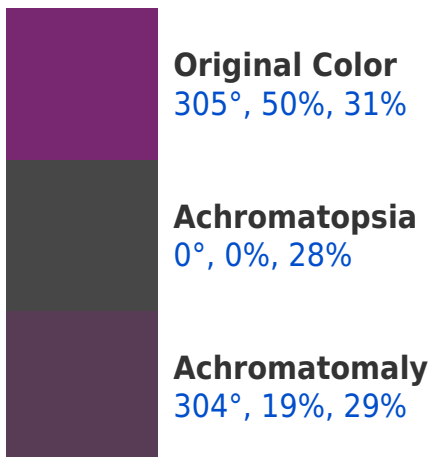 Original Color
305°, 50%, 31%
Achromatopsia
0°, 0%, 28%
Achromatomaly
304°, 19%, 29%